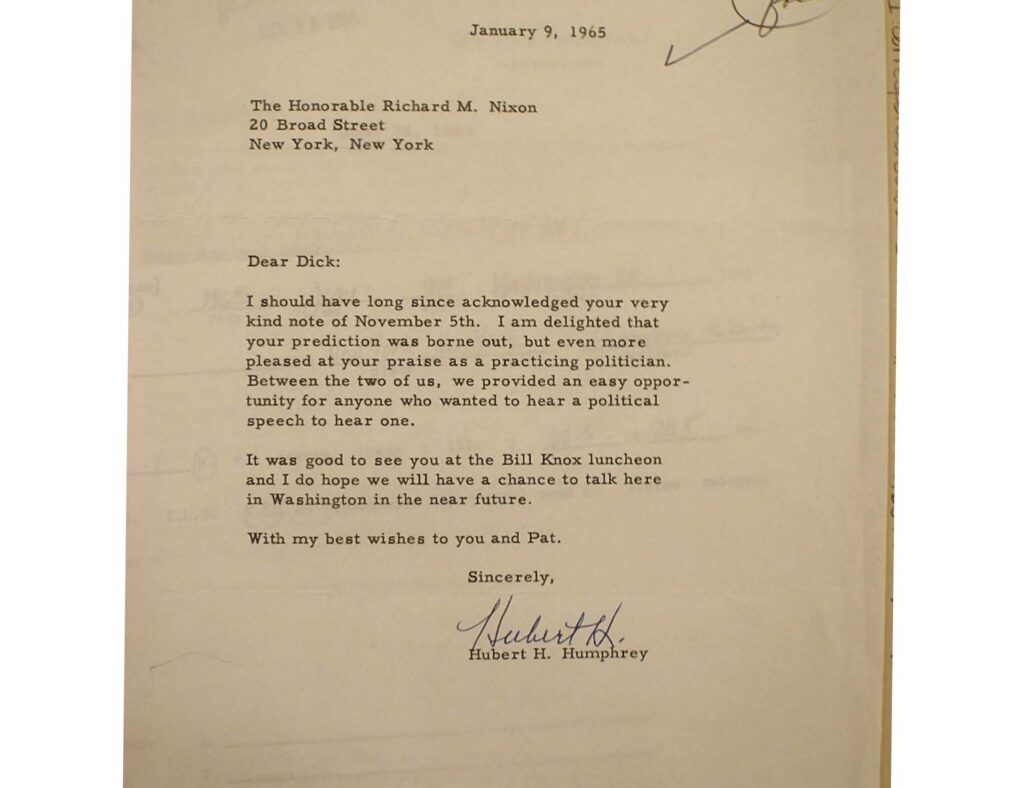 January 9, 1965
The Honorable Richard M. Nixon
20 Broad Street
New York, New York
Dear Dick:
I should have long since acknowledged your very
kind note of November 5th. I am delighted that
your prediction was borne out, but even more
pleased at your praise as a practicing politician.
Between the two of us, we provided an easy oppor-
tunity for anyone who wanted to hear a political
speech to hear one.
It was good to see you at the Bill Knox luncheon
and I do hope we will have a chance to talk here
in Washington in the near future.
With my best wishes to you and Pat.
Sincerely,
Hubert H.
Hubert H. Humphrey